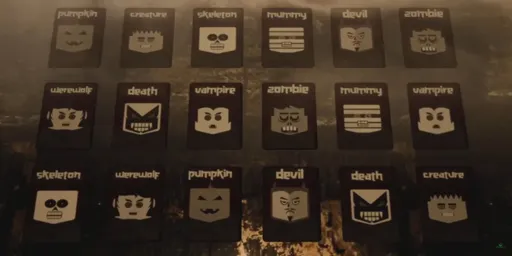 pumpkin creature skeleton mummy devil zombie
werewolf death vampire zombie mummy vampire
skeleton werewolf pumpkin devil death creature